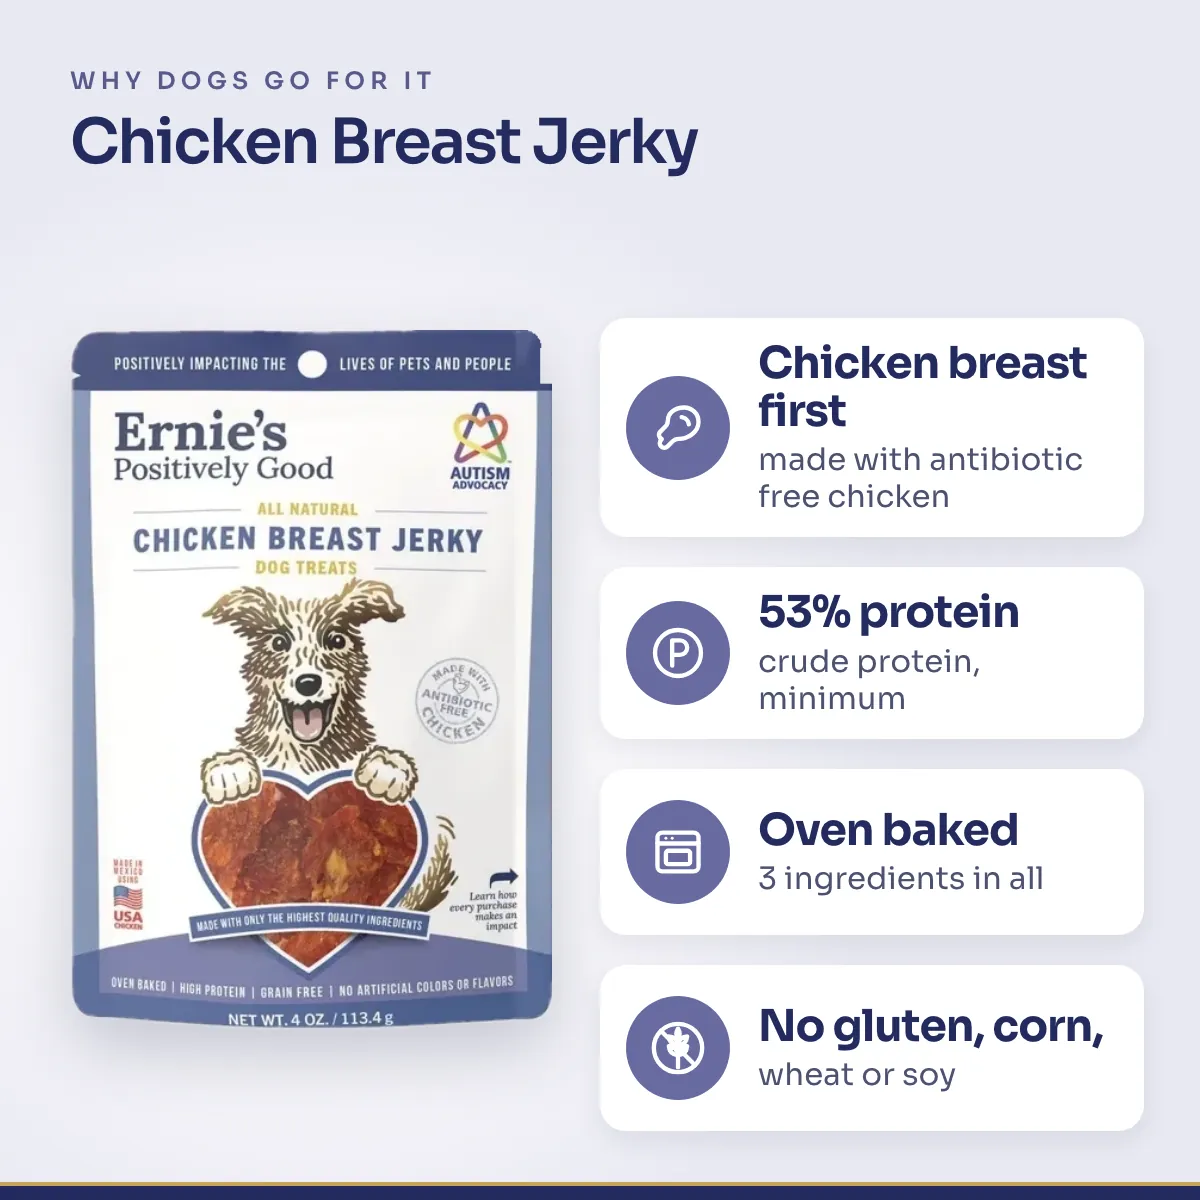 WHY DOGS GO FOR IT
Chicken Breast Jerky
POSITIVELY IMPACTING THE LIVES OF PETS AND PEOPLE
Ernie's
Positively Good
AUTISM
ADVOCACY
ALL NATURAL
CHICKEN BREAST JERKY
DOG TREATS
MADE WITH
ANTIBIOTIC
FREE
CHICKEN
MADE IN
MEXICO
USING
USA
CHICKEN
Learn how
every purchase
makes an
impact
MADE WITH ONLY THE HIGHEST QUALITY INGREDIENTS
OVEN BAKED | HIGH PROTEIN | GRAIN FREE | NO ARTIFICIAL COLORS OR FLAVORS
NET WT. 4 OZ. / 113.4 g
Chicken breast
first
made with antibiotic
free chicken
P
53% protein
crude protein,
minimum
Oven baked
3 ingredients in all
No gluten, corn,
wheat or soy